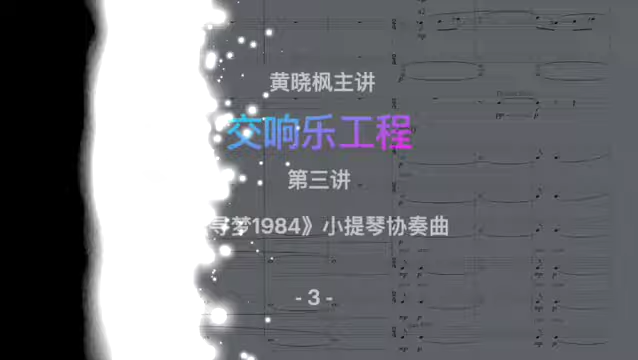 黄晓枫主讲
交响乐工程
第三讲
寻梦1984》小提琴协奏曲
- 3 -